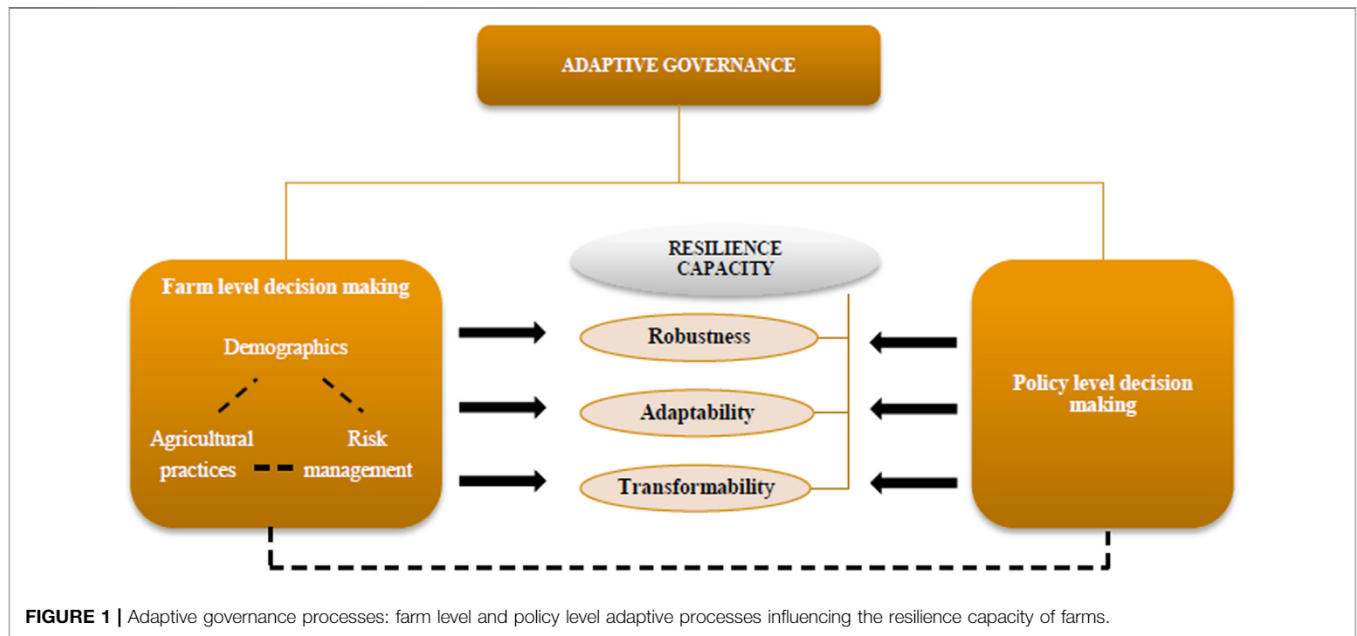 ADAPTIVE GOVERNANCE
RESILIENCE
CAPACITY
Farm level decision making
Demographics
Agricultural
practices
Risk
management
Robustness
Adaptability
Transformability
Policy level decision
making
FIGURE 1 | Adaptive governance processes: farm level and policy level adaptive processes influencing the resilience capacity of farms.